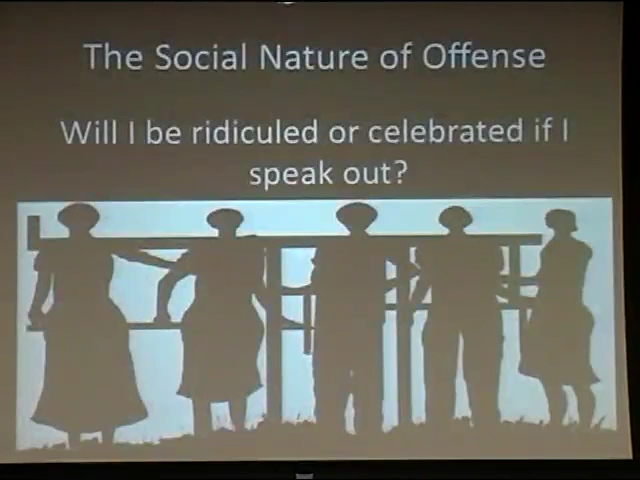 The Social Nature of Offense
Will I be ridiculed or celebrated if I
speak out?